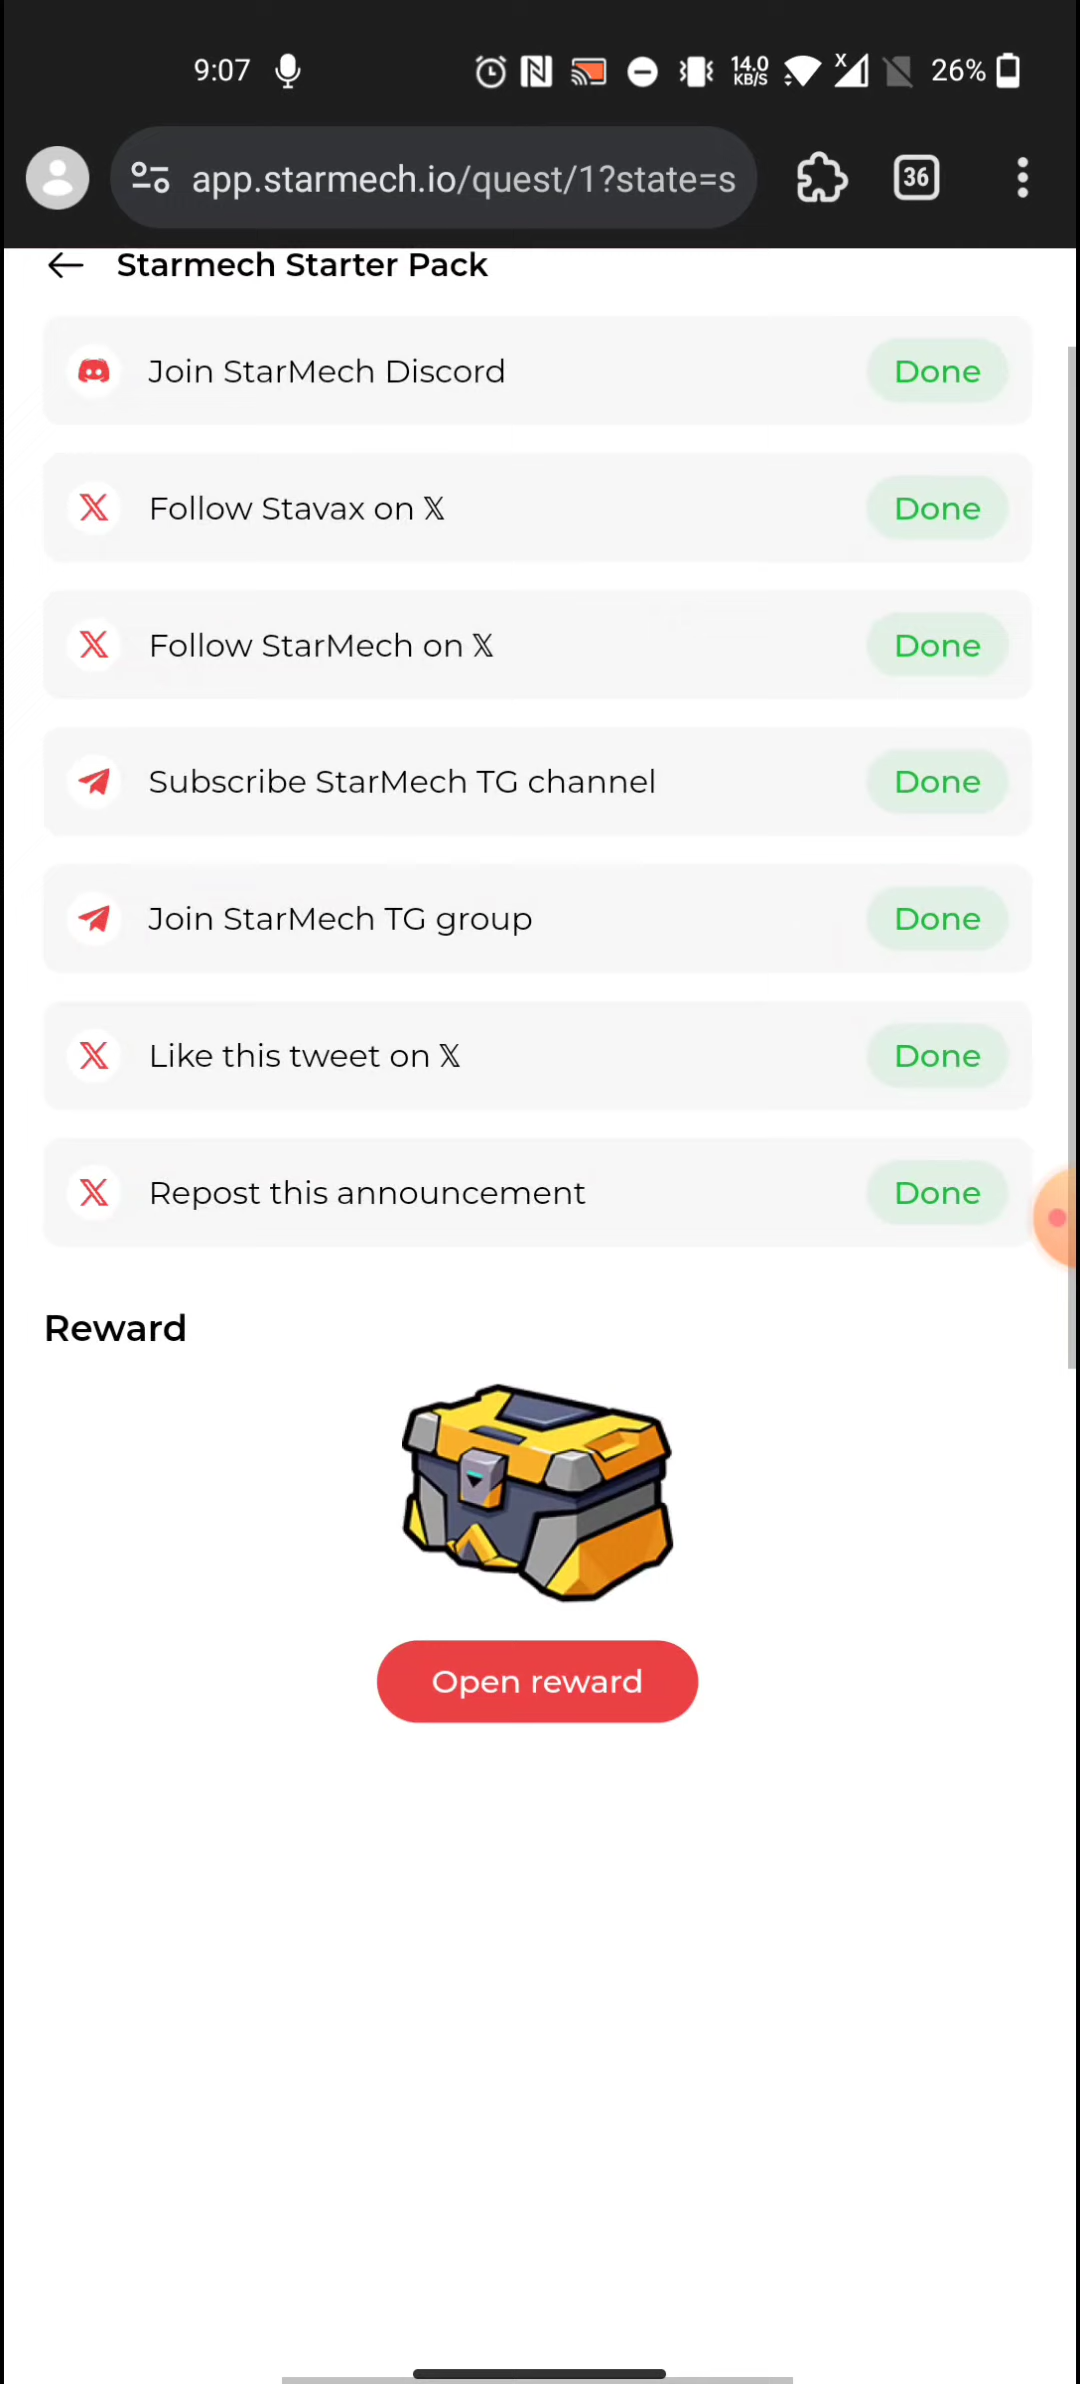 9:07
14.0
KB/S
X
26%
app.starmech.io/quest/1?state=s
36
Starmech Starter Pack
Join StarMech Discord
Done
Follow Stavax on 𝕏
Done
Follow StarMech on 𝕏
Done
Subscribe StarMech TG channel
Done
Join StarMech TG group
Done
Like this tweet on 𝕏
Done
Repost this announcement
Done
Reward
Open reward